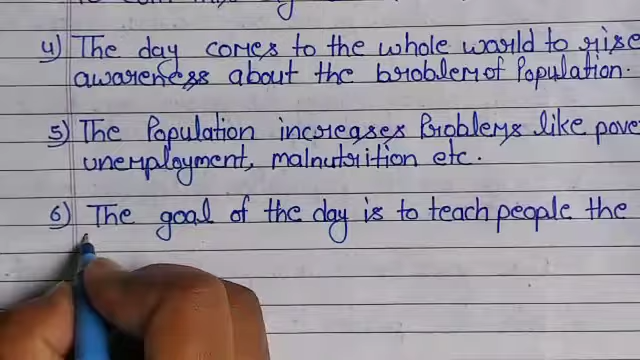 4) The day comes to the whole world to rise
awareness about the broblem of Population.
5) The Population increases Problems like pove
unemployment, malnutrition etc.
6) The goal of the day is to teach people the